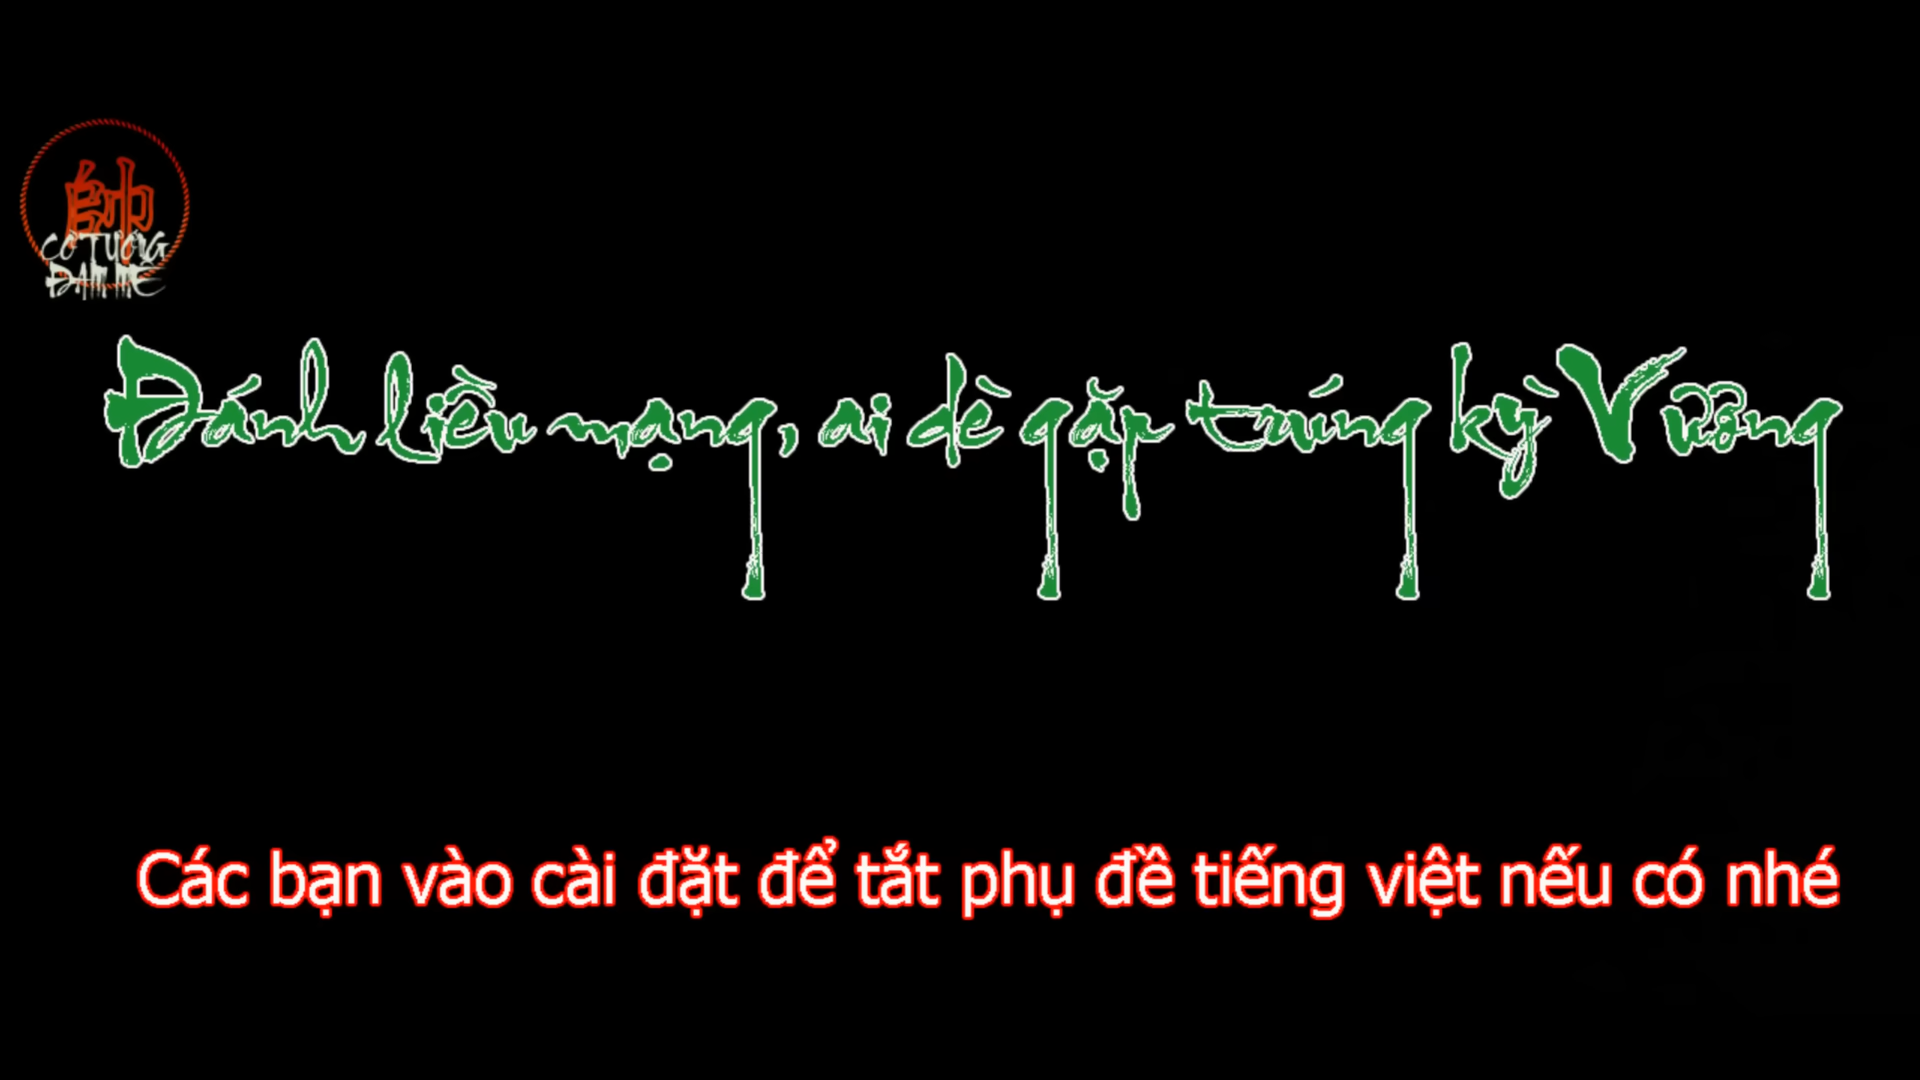 帥
CỜ TƯỚNG
ĐAM MÊ
Đánh liều mạng, ai dè gặp trúng kỳ Vương
Các bạn vào cài đặt để tắt phụ đề tiếng việt nếu có nhé